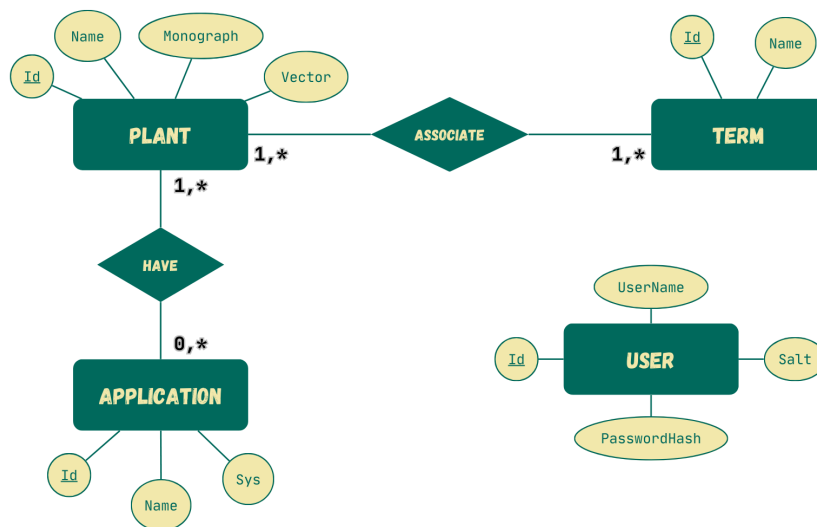 Name
Monograph
Id
Vector
Id
Name
PLANT
ASSOCIATE
TERM
1,*
1,*
1,*
HAVE
UserName
0,*
Id
USER
Salt
APPLICATION
PasswordHash
Id
Name
Sys